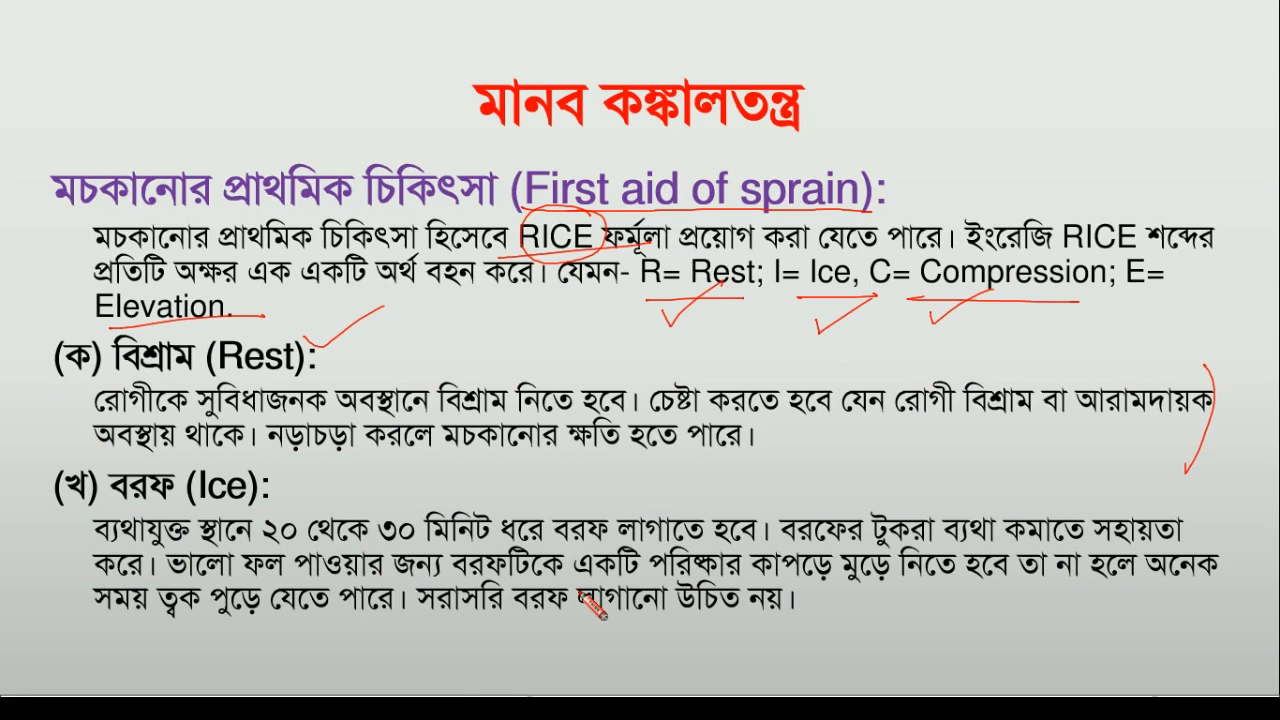 মানব কঙ্কালতন্ত্র
মচকানোর প্রাথমিক চিকিৎসা (First aid of sprain):
মচকানোর প্রাথমিক চিকিৎসা হিসেবে RICE ফর্মূলা প্রয়োগ করা যেতে পারে। ইংরেজি RICE শব্দের
প্রতিটি অক্ষর এক একটি অর্থ বহন করে। যেমন- R= Rest; I= Ice, C= Compression; E=
Elevation.
(ক) বিশ্রাম (Rest):
রোগীকে সুবিধাজনক অবস্থানে বিশ্রাম নিতে হবে। চেষ্টা করতে হবে যেন রোগী বিশ্রাম বা আরামদায়ক
অবস্থায় থাকে। নড়াচড়া করলে মচকানোর ক্ষতি হতে পারে।
(খ) বরফ (Ice):
ব্যথাযুক্ত স্থানে ২০ থেকে ৩০ মিনিট ধরে বরফ লাগাতে হবে। বরফের টুকরা ব্যথা কমাতে সহায়তা
করে। ভালো ফল পাওয়ার জন্য বরফটিকে একটি পরিষ্কার কাপড়ে মুড়ে নিতে হবে তা না হলে অনেক
সময় ত্বক পুড়ে যেতে পারে। সরাসরি বরফ লাগানো উচিত নয়।